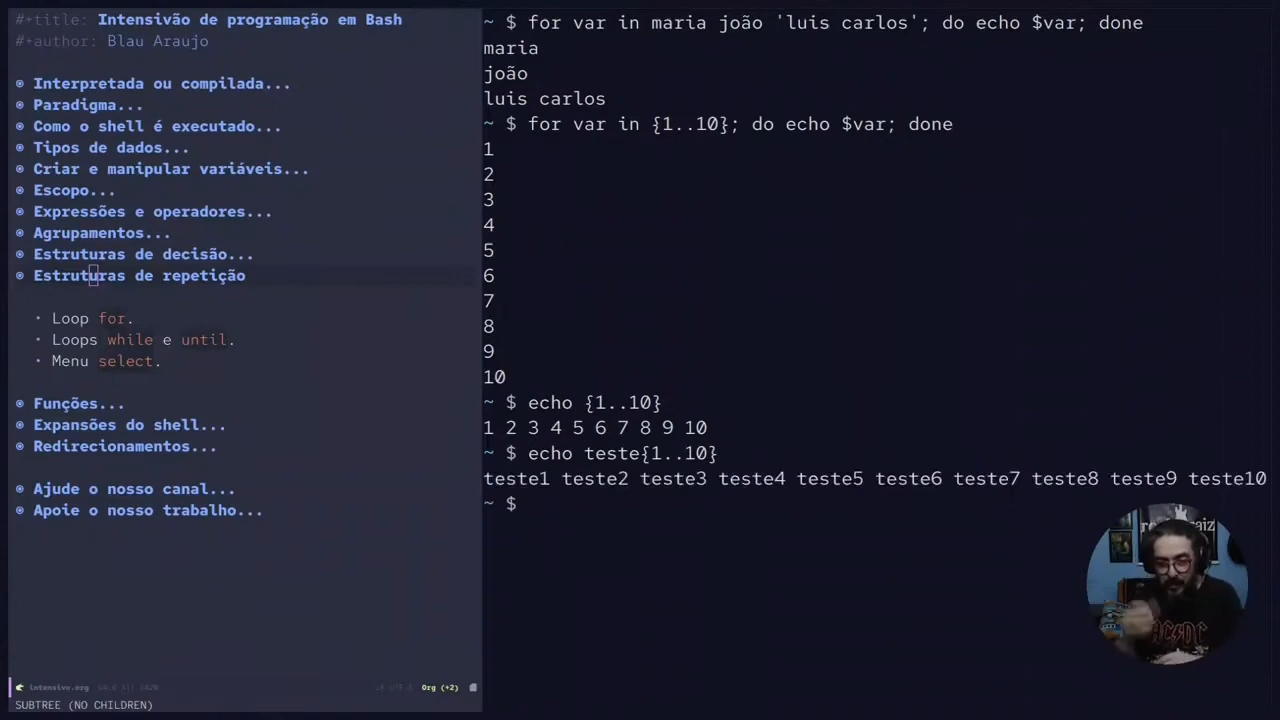 #+title: Intensivão de programação em Bash
#+author: Blau Araujo
Interpretada ou compilada...
Paradigma...
Como o shell é executado...
Tipos de dados...
Criar e manipular variáveis...
Escopo...
Expressões e operadores...
Agrupamentos...
Estruturas de decisão...
Estruturas de repetição
• Loop for.
• Loops while e until.
• Menu select.
Funções...
Expansões do shell...
Redirecionamentos...
Ajude o nosso canal...
Apoie o nosso trabalho...
intensivo.org
Org (+2)
SUBTREE (NO CHILDREN)
~ $ for var in maria joão 'luis carlos'; do echo $var; done
maria
joão
luis carlos
~ $ for var in {1..10}; do echo $var; done
1
2
3
4
5
6
7
8
9
10
~ $ echo {1..10}
1 2 3 4 5 6 7 8 9 10
~ $ echo teste{1..10}
teste1 teste2 teste3 teste4 teste5 teste6 teste7 teste8 teste9 teste10
~ $
AC/DC